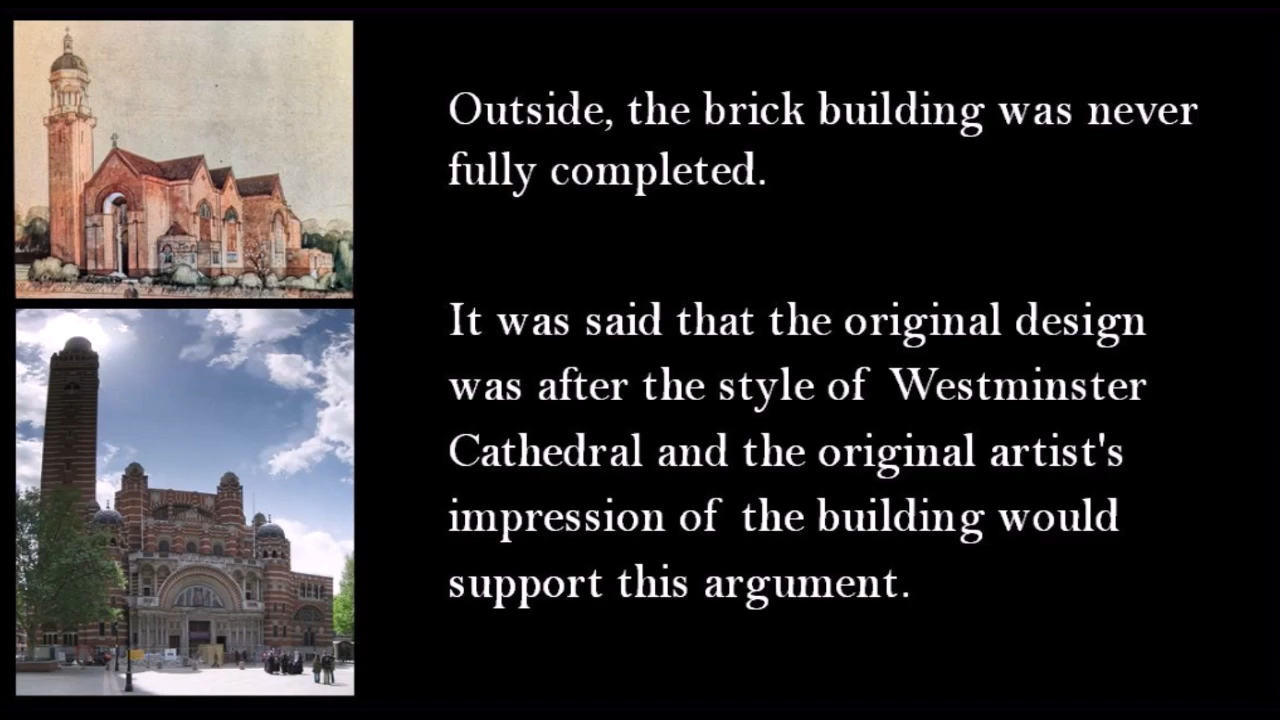 Outside, the brick building was never
fully completed.
It was said that the original design
was after the style of Westminster
Cathedral and the original artist's
impression of the building would
support this argument.